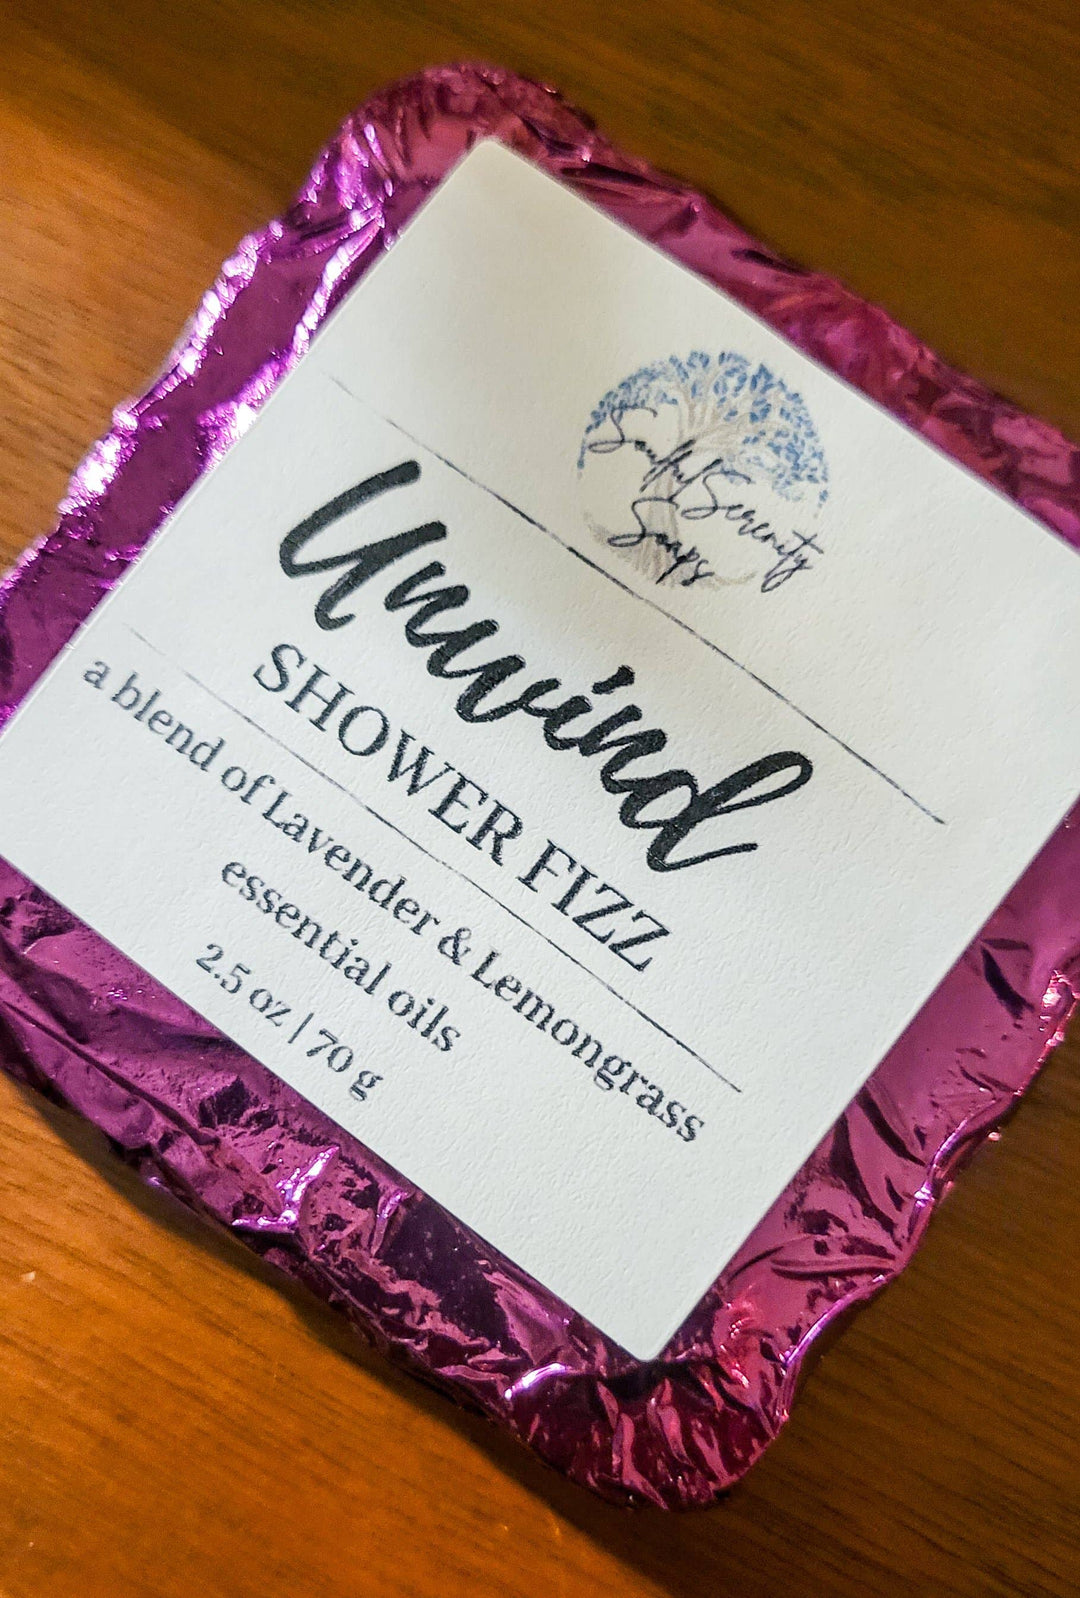 Soulful Serenity
Soaps
Unwind
SHOWER FIZZ
a blend of Lavender & Lemongrass
essential oils
2.5 oz | 70 g